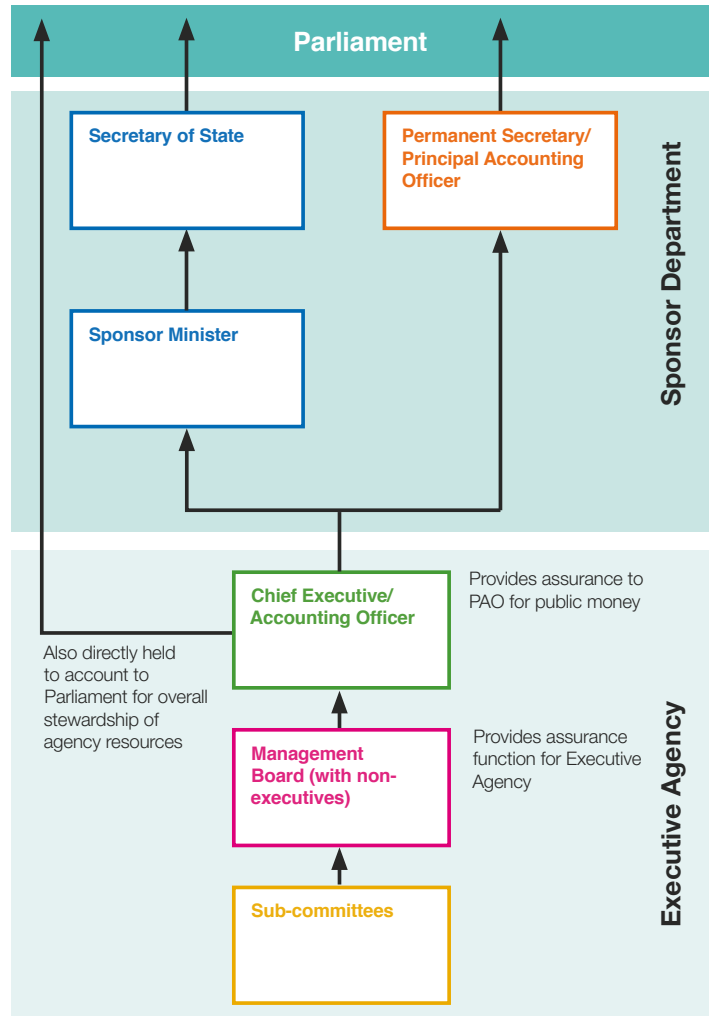 Parliament
Secretary of State
Permanent Secretary/
Principal Accounting
Officer
Sponsor Department
Sponsor Minister
Chief Executive/
Accounting Officer
Provides assurance to
PAO for public money
Also directly held
to account to
Parliament for overall
stewardship of
agency resources
Management
Board (with non-
executives)
Provides assurance
function for Executive
Agency
Executive Agency
Sub-committees